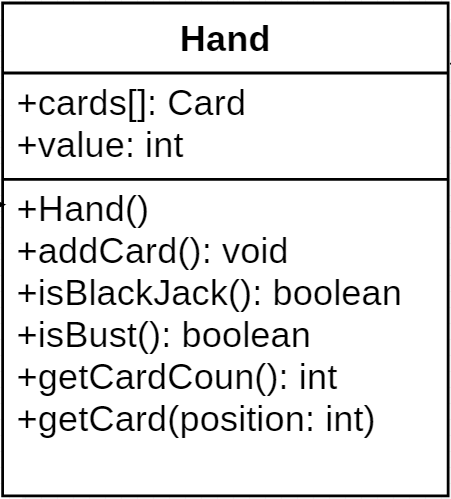 Hand
+cards[]: Card
+value: int
+Hand()
+addCard(): void
+isBlackJack(): boolean
+isBust(): boolean
+getCardCoun(): int
+getCard(position: int)